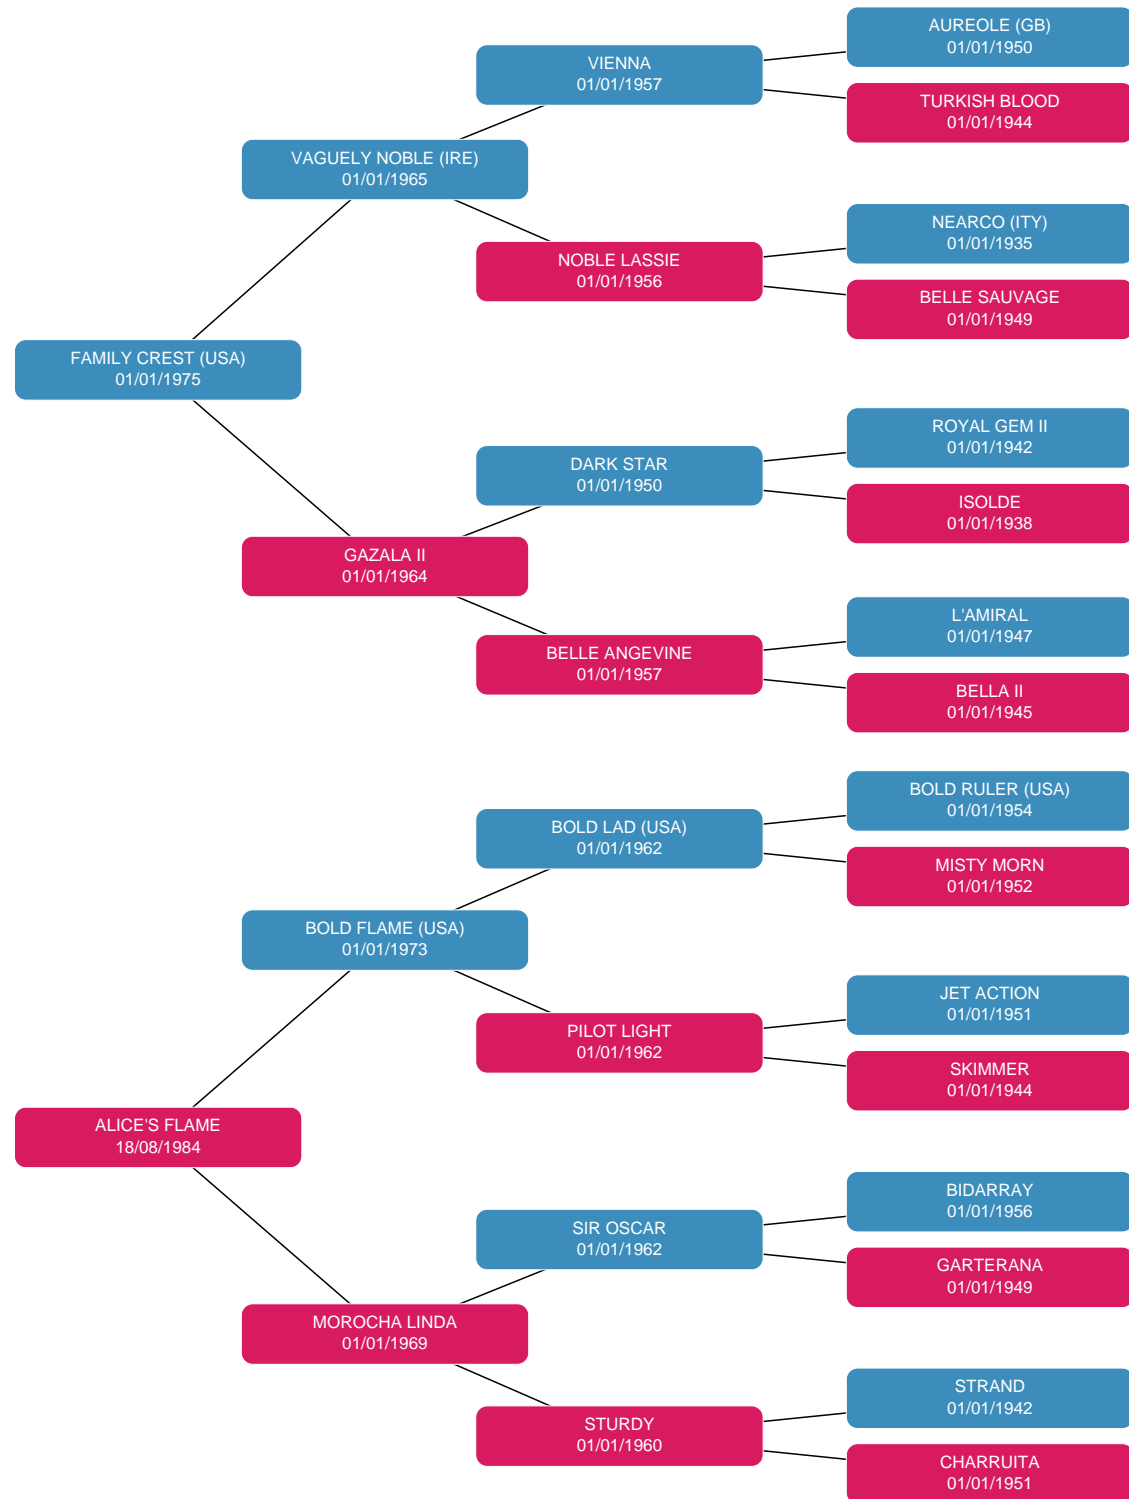 AUREOLE (GB)
01/01/1950
VIENNA
01/01/1957
TURKISH BLOOD
01/01/1944
VAGUELY NOBLE (IRE)
01/01/1965
NEARCO (ITY)
01/01/1935
NOBLE LASSIE
01/01/1956
BELLE SAUVAGE
01/01/1949
FAMILY CREST (USA)
01/01/1975
ROYAL GEM II
01/01/1942
DARK STAR
01/01/1950
ISOLDE
01/01/1938
GAZALA II
01/01/1964
L'AMIRAL
01/01/1947
BELLE ANGEVINE
01/01/1957
BELLA II
01/01/1945
BOLD RULER (USA)
01/01/1954
BOLD LAD (USA)
01/01/1962
MISTY MORN
01/01/1952
BOLD FLAME (USA)
01/01/1973
JET ACTION
01/01/1951
PILOT LIGHT
01/01/1962
SKIMMER
01/01/1944
ALICE'S FLAME
18/08/1984
BIDARRAY
01/01/1956
SIR OSCAR
01/01/1962
GARTERANA
01/01/1949
MOROCHA LINDA
01/01/1969
STRAND
01/01/1942
STURDY
01/01/1960
CHARRUITA
01/01/1951